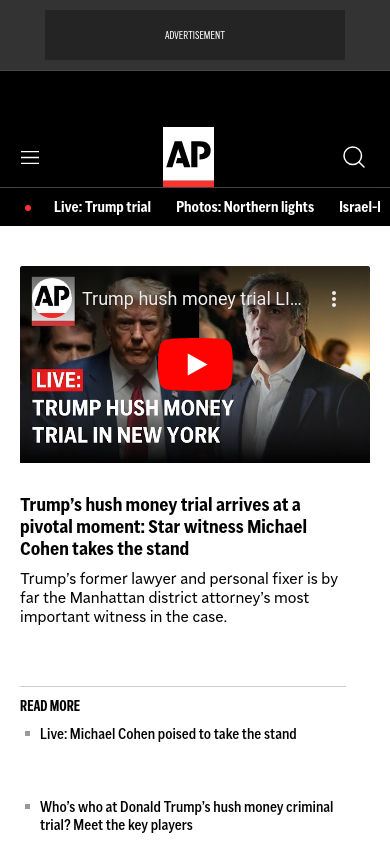 ADVERTISEMENT
AP
Live: Trump trial Photos: Northern lights Israel-
AP Trump hush money trial LI...
LIVE:
TRUMP HUSH MONEY
TRIAL IN NEW YORK
Trump’s hush money trial arrives at a
pivotal moment: Star witness Michael
Cohen takes the stand
Trump’s former lawyer and personal fixer is by
far the Manhattan district attorney’s most
important witness in the case.
READ MORE
Live: Michael Cohen poised to take the stand
Who’s who at Donald Trump’s hush money criminal
trial? Meet the key players